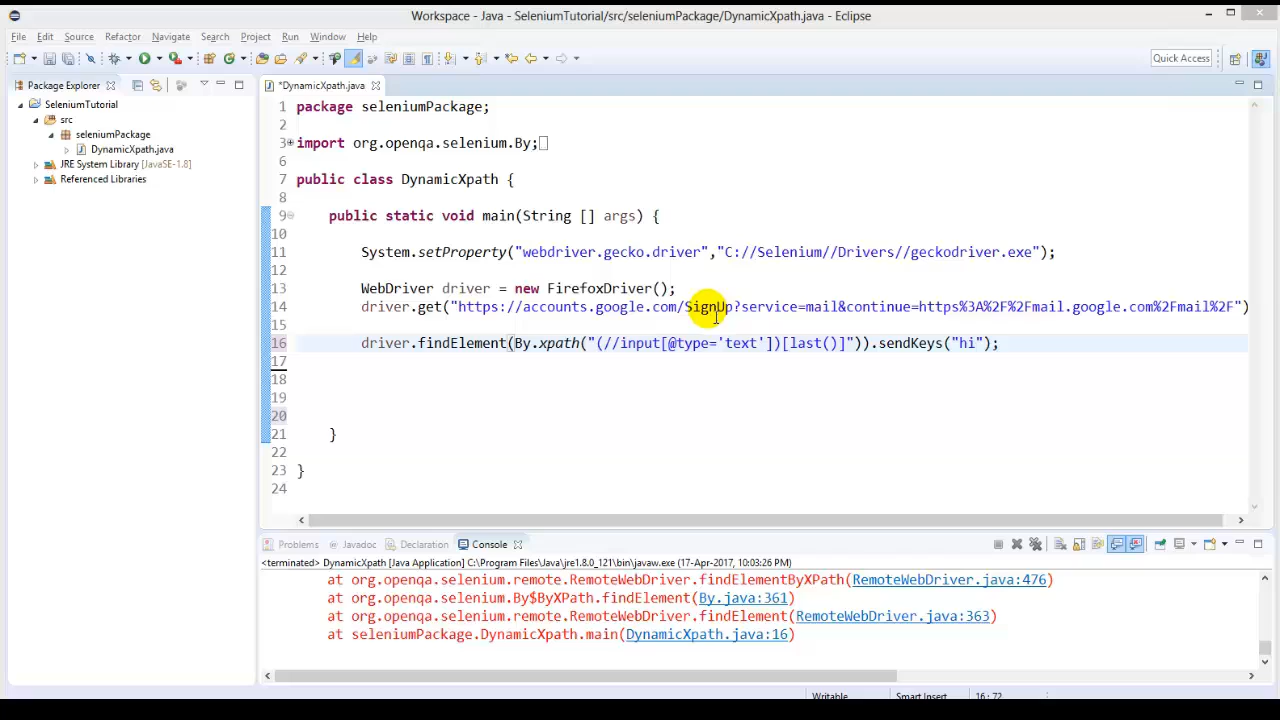 Workspace - Java - SeleniumTutorial/src/seleniumPackage/DynamicXpath.java - Eclipse
File Edit Source Refactor Navigate Search Project Run Window Help
Quick Access
Package Explorer
SeleniumTutorial
src
seleniumPackage
DynamicXpath.java
JRE System Library [JavaSE-1.8]
Referenced Libraries
*DynamicXpath.java
1 package seleniumPackage;
2
3 import org.openqa.selenium.By;
6
7 public class DynamicXpath {
8
9 public static void main(String [] args) {
10
11 System.setProperty("webdriver.gecko.driver","C://Selenium//Drivers//geckodriver.exe");
12
13 WebDriver driver = new FirefoxDriver();
14 driver.get("https://accounts.google.com/SignUp?service=mail&continue=https%3A%2F%2Fmail.google.com%2Fmail%2F")
15
16 driver.findElement(By.xpath("(//input[@type='text'])[last()]")).sendKeys("hi");
17
18
19
20
21 }
22
23 }
24
Problems Javadoc Declaration Console
<terminated> DynamicXpath [Java Application] C:\Program Files\Java\jre1.8.0_121\bin\javaw.exe (17-Apr-2017, 10:03:26 PM)
at org.openqa.selenium.remote.RemoteWebDriver.findElementByXPath(RemoteWebDriver.java:476)
at org.openqa.selenium.By$ByXPath.findElement(By.java:361)
at org.openqa.selenium.remote.RemoteWebDriver.findElement(RemoteWebDriver.java:363)
at seleniumPackage.DynamicXpath.main(DynamicXpath.java:16)
Writable Smart Insert 16 : 72